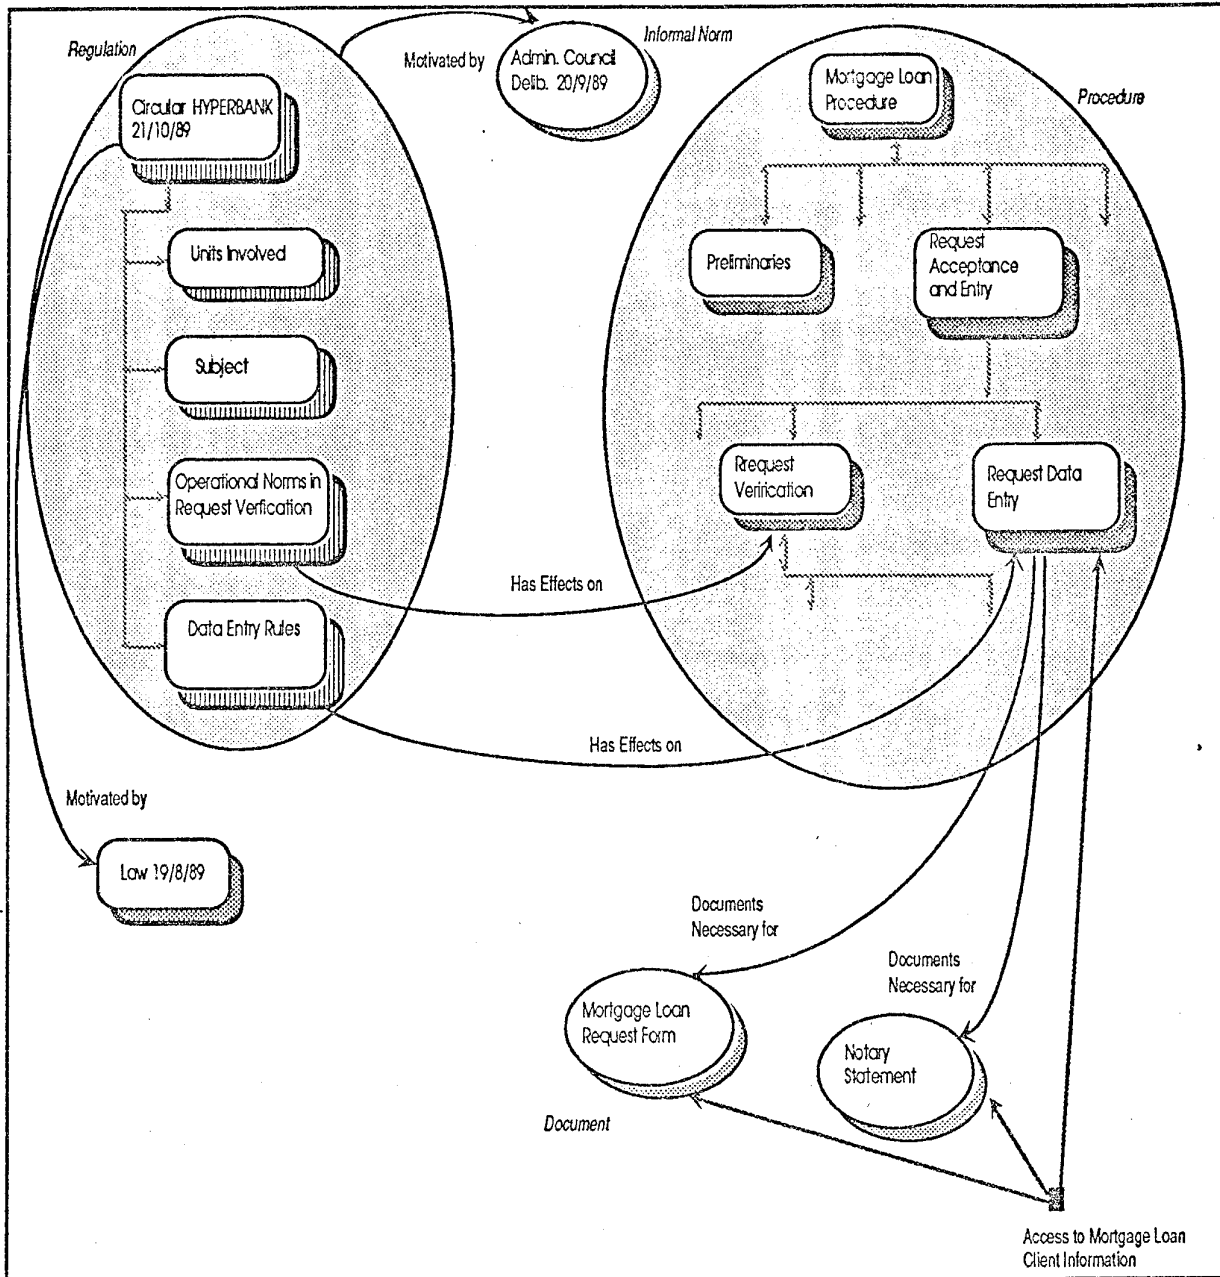 Regulation
Circular HYPERBANK
21/10/89
Units Involved
Subject
Operational Norms in
Request Verfication
Data Entry Rules
Motivated by
Law 19/8/89
Motivated by
Admin. Council
Delib. 20/9/89
Informal Norm
Mortgage Loan
Procedure
Procedure
Preliminaries
Request
Acceptance
and Entry
Rrequest
Verirication
Request Data
Entry
Has Effects on
Has Effects on
Documents
Necessary for
Documents
Necessary for
Mortgage Loan
Request Form
Notary
Statement
Document
Access to Mortgage Loan
Client Information